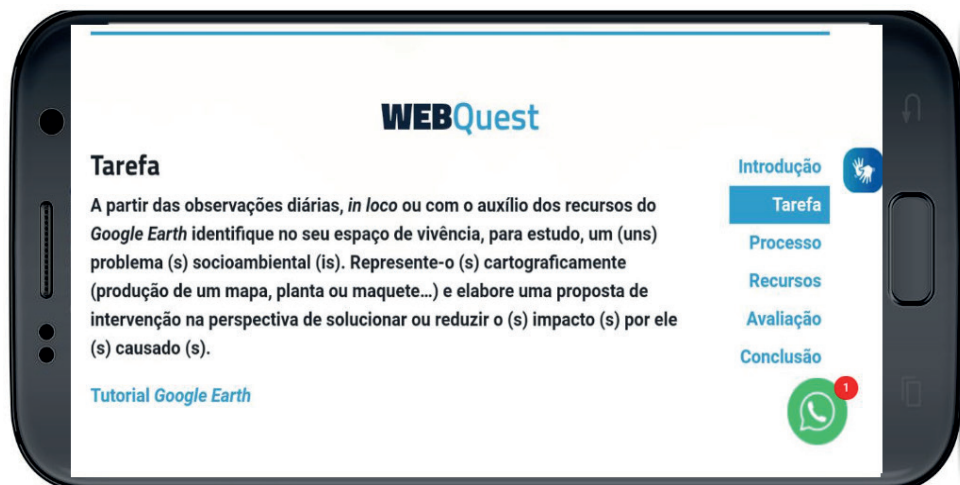 WEBQuest
Tarefa
A partir das observações diárias, in loco ou com o auxílio dos recursos do
Google Earth identifique no seu espaço de vivência, para estudo, um (uns)
problema (s) socioambiental (is). Represente-o (s) cartograficamente
(produção de um mapa, planta ou maquete...) e elabore uma proposta de
intervenção na perspectiva de solucionar ou reduzir o (s) impacto (s) por ele
(s) causado (s).
Tutorial Google Earth
Introdução
Tarefa
Processo
Recursos
Avaliação
Conclusão
1